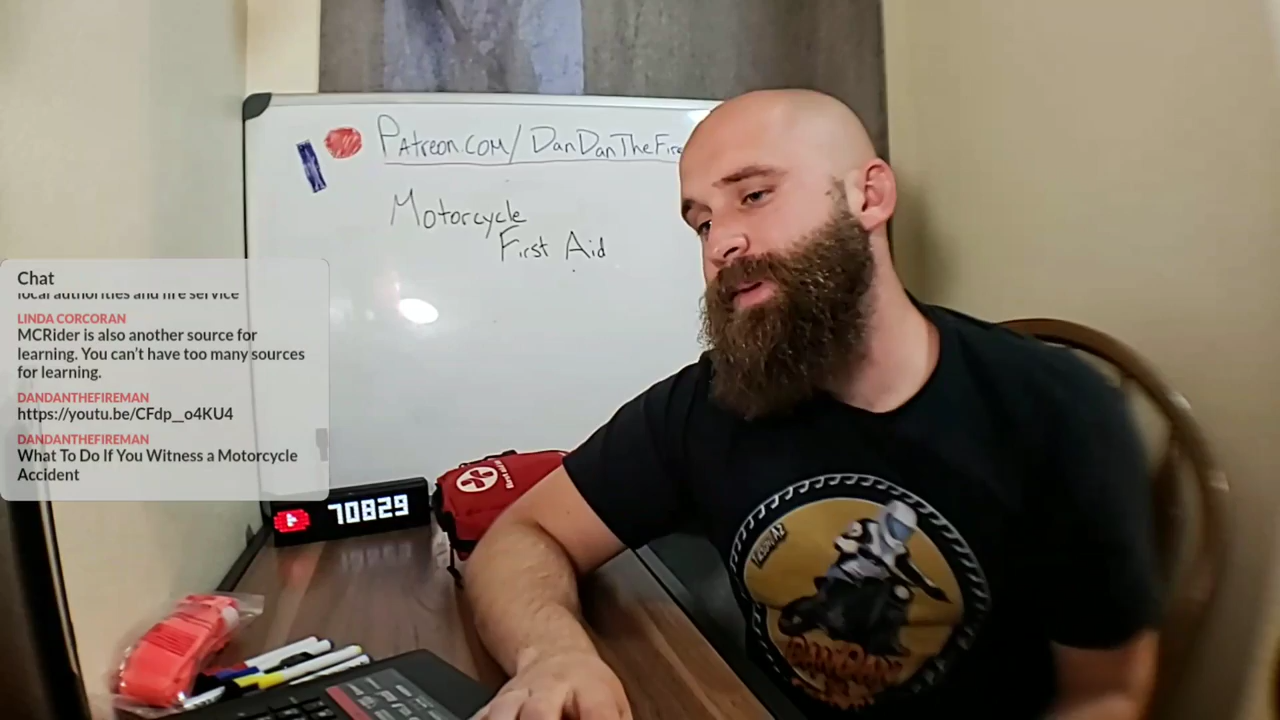 Patreon.com/DanDanTheFire
Motorcycle
First Aid
Chat
local authorities and fire service
LINDA CORCORAN
MCRider is also another source for
learning. You can't have too many sources
for learning.
DANDANTHEFIREMAN
https://youtu.be/CFdp__o4KU4
DANDANTHEFIREMAN
What To Do If You Witness a Motorcycle
Accident
70829